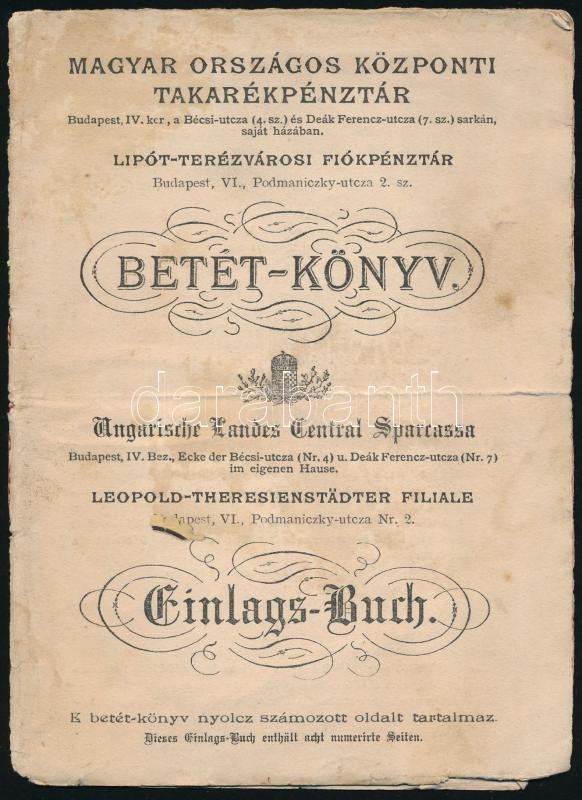 MAGYAR ORSZÁGOS KÖZPONTI
TAKARÉKPÉNZTÁR
Budapest, IV. ker., a Bécsi-utcza (4. sz.) és Deák Ferencz-utcza (7. sz.) sarkán,
saját házában.
LIPÓT-TERÉZVÁROSI FIÓKPÉNZTÁR
Budapest, VI., Podmaniczky-utcza 2. sz.
BETÉT-KÖNYV.
darabanth
Ungarische Landes Central Sparcassa
Budapest, IV. Bez., Ecke der Bécsi-utcza (Nr. 4) u. Deák Ferencz-utcza (Nr. 7)
im eigenen Hause.
LEOPOLD-THERESIENSTÄDTER FILIALE
dapest, VI., Podmaniczky-utcza Nr. 2.
Einlags-Buch.
E betét-könyv nyolcz számozott oldalt tartalmaz.
Dieses Einlags-Buch enthält acht numerirte Seiten.